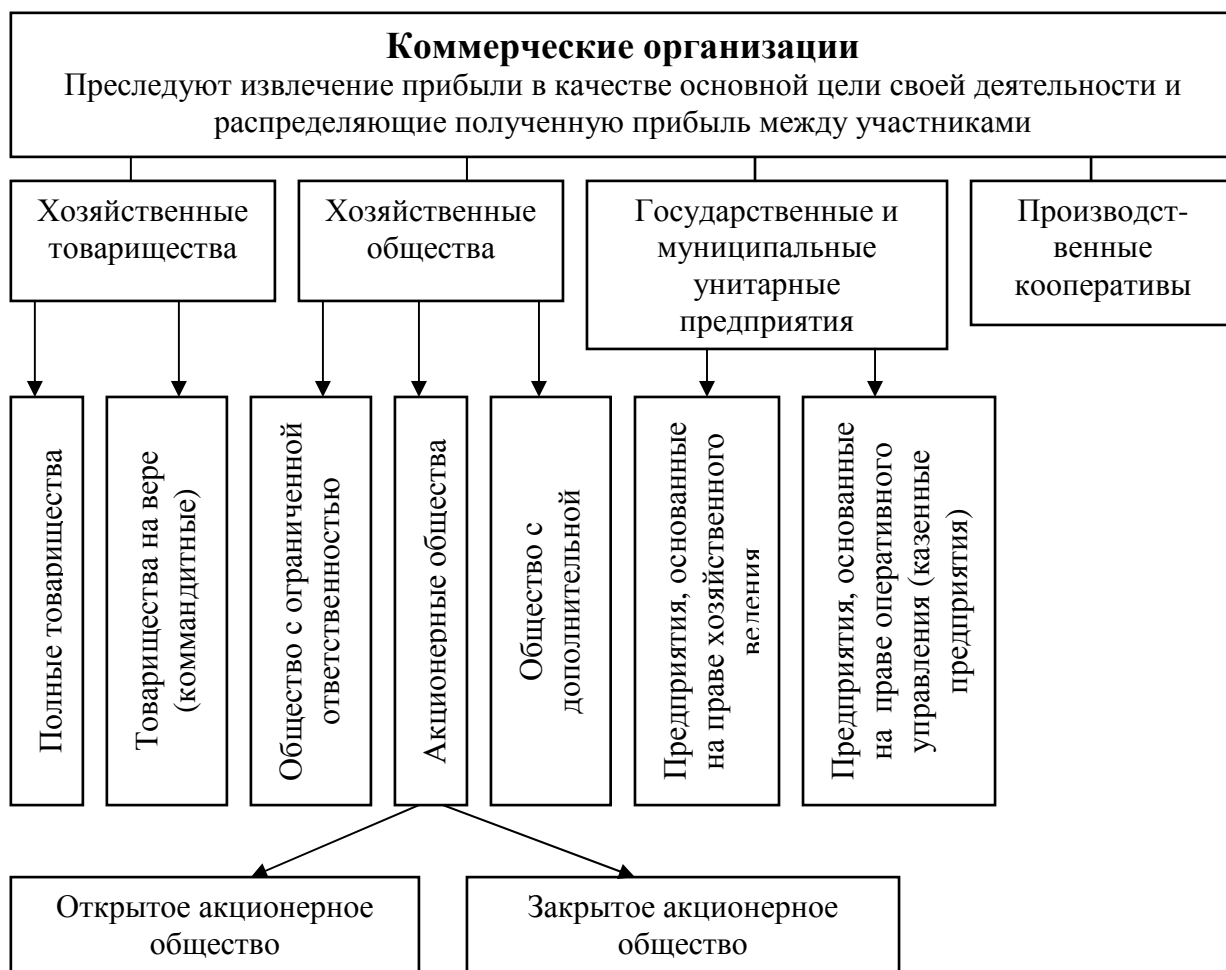 Коммерческие организации
Преследуют извлечение прибыли в качестве основной цели своей деятельности и
распределяющие полученную прибыль между участниками
Хозяйственные
товарищества
Хозяйственные
общества
Государственные и
муниципальные
унитарные
предприятия
Производст-
венные
кооперативы
Полные товарищества
Товарищества на вере
(коммандитные)
Общество с ограниченной
ответственностью
Акционерные общества
Общество с
дополнительной
Предприятия, основанные
на праве хозяйственного
ведения
Предприятия, основанные
на праве оперативного
управления (казенные
предприятия)
Открытое акционерное
общество
Закрытое акционерное
общество